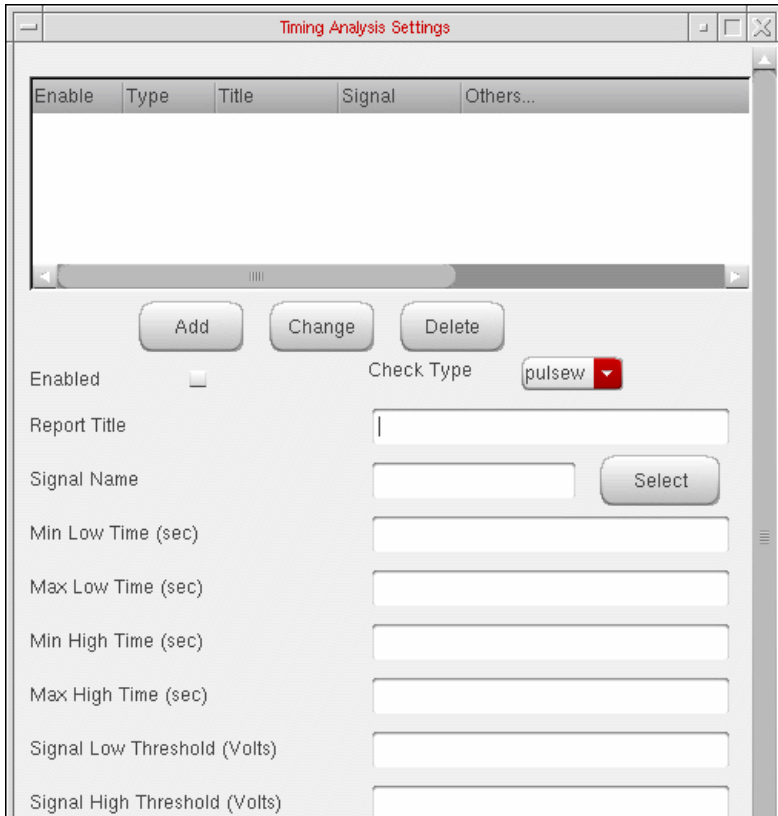 Timing Analysis Settings
Enable Type Title Signal Others...
Add Change Delete
Enabled Check Type pulsew
Report Title
Signal Name Select
Min Low Time (sec)
Max Low Time (sec)
Min High Time (sec)
Max High Time (sec)
Signal Low Threshold (Volts)
Signal High Threshold (Volts)